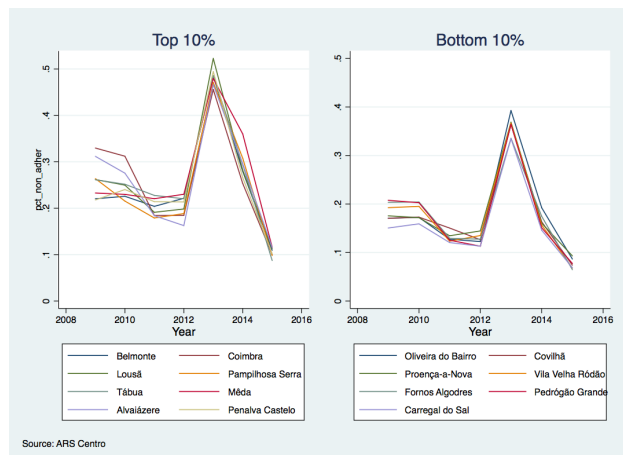 Top 10%
pct_non_adher
.5
.4
.3
.2
.1
0
2008 2010 2012 2014 2016
Year
Belmonte Coimbra
Lousã Pampilhosa Serra
Tábua Mêda
Alvaiázere Penalva Castelo
Bottom 10%
.5
.4
.3
.2
.1
0
2008 2010 2012 2014 2016
Year
Oliveira do Bairro Covilhã
Proença-a-Nova Vila Velha Ródão
Fornos Algodres Pedrógão Grande
Carregal do Sal
Source: ARS Centro